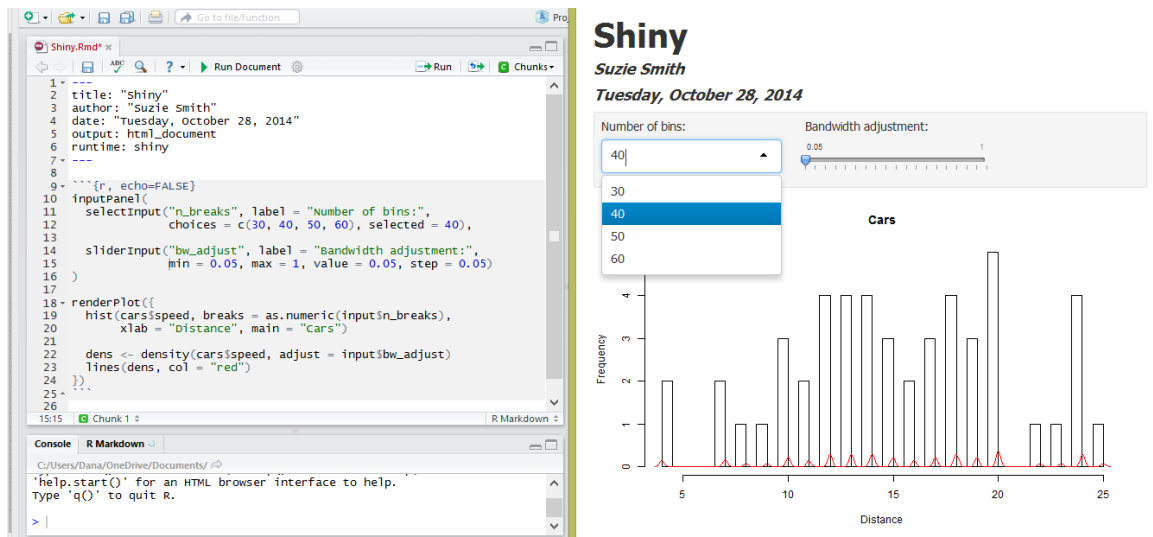 Go to file/function
Proj
Shiny.Rmd* ×
ABC
? Run Document
Run
Chunks
1 ---
2 title: "Shiny"
3 author: "Suzie Smith"
4 date: "Tuesday, October 28, 2014"
5 output: html_document
6 runtime: shiny
7 ---
8
9 ```{r, echo=FALSE}
10 inputPanel(
11   selectInput("n_breaks", label = "Number of bins:",
12               choices = c(30, 40, 50, 60), selected = 40),
13
14   sliderInput("bw_adjust", label = "Bandwidth adjustment:",
15               min = 0.05, max = 1, value = 0.05, step = 0.05)
16 )
17
18 renderPlot({
19   hist(cars$speed, breaks = as.numeric(input$n_breaks),
20        xlab = "Distance", main = "Cars")
21
22   dens <- density(cars$speed, adjust = input$bw_adjust)
23   lines(dens, col = "red")
24 })
25 ```
26
15:15 C Chunk 1 R Markdown
Console R Markdown
C:/Users/Dana/OneDrive/Documents/
'help.start()' for an HTML browser interface to help.
Type 'q()' to quit R.
>
Shiny
Suzie Smith
Tuesday, October 28, 2014
Number of bins:
Bandwidth adjustment:
40
0.05 1
30
40
50
60
Cars
Frequency
4
3
2
1
0
5 10 15 20 25
Distance